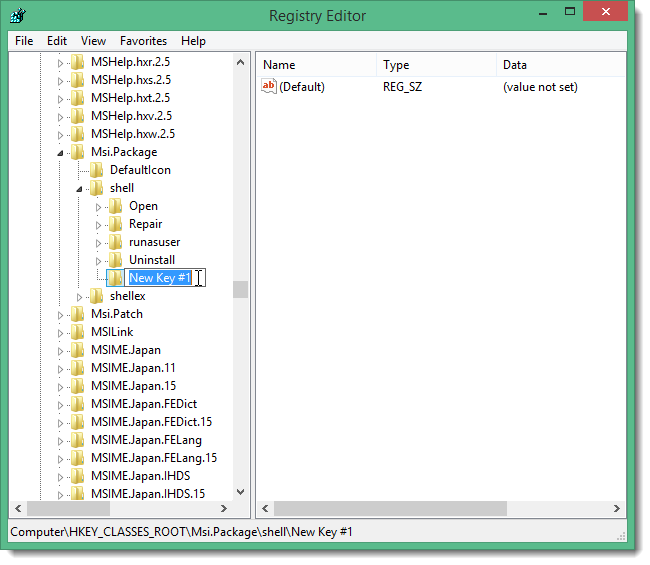 Registry Editor
File Edit View Favorites Help
MSHelp.hxr.2.5
MSHelp.hxs.2.5
MSHelp.hxt.2.5
MSHelp.hxv.2.5
MSHelp.hxw.2.5
Msi.Package
DefaultIcon
shell
Open
Repair
runasuser
Uninstall
New Key #1
shellex
Msi.Patch
MSILink
MSIME.Japan
MSIME.Japan.11
MSIME.Japan.15
MSIME.Japan.FEDict
MSIME.Japan.FEDict.15
MSIME.Japan.FELang
MSIME.Japan.FELang.15
MSIME.Japan.IHDS
MSIME.Japan.IHDS.15
Name Type Data
ab (Default) REG_SZ (value not set)
Computer\HKEY_CLASSES_ROOT\Msi.Package\shell\New Key #1